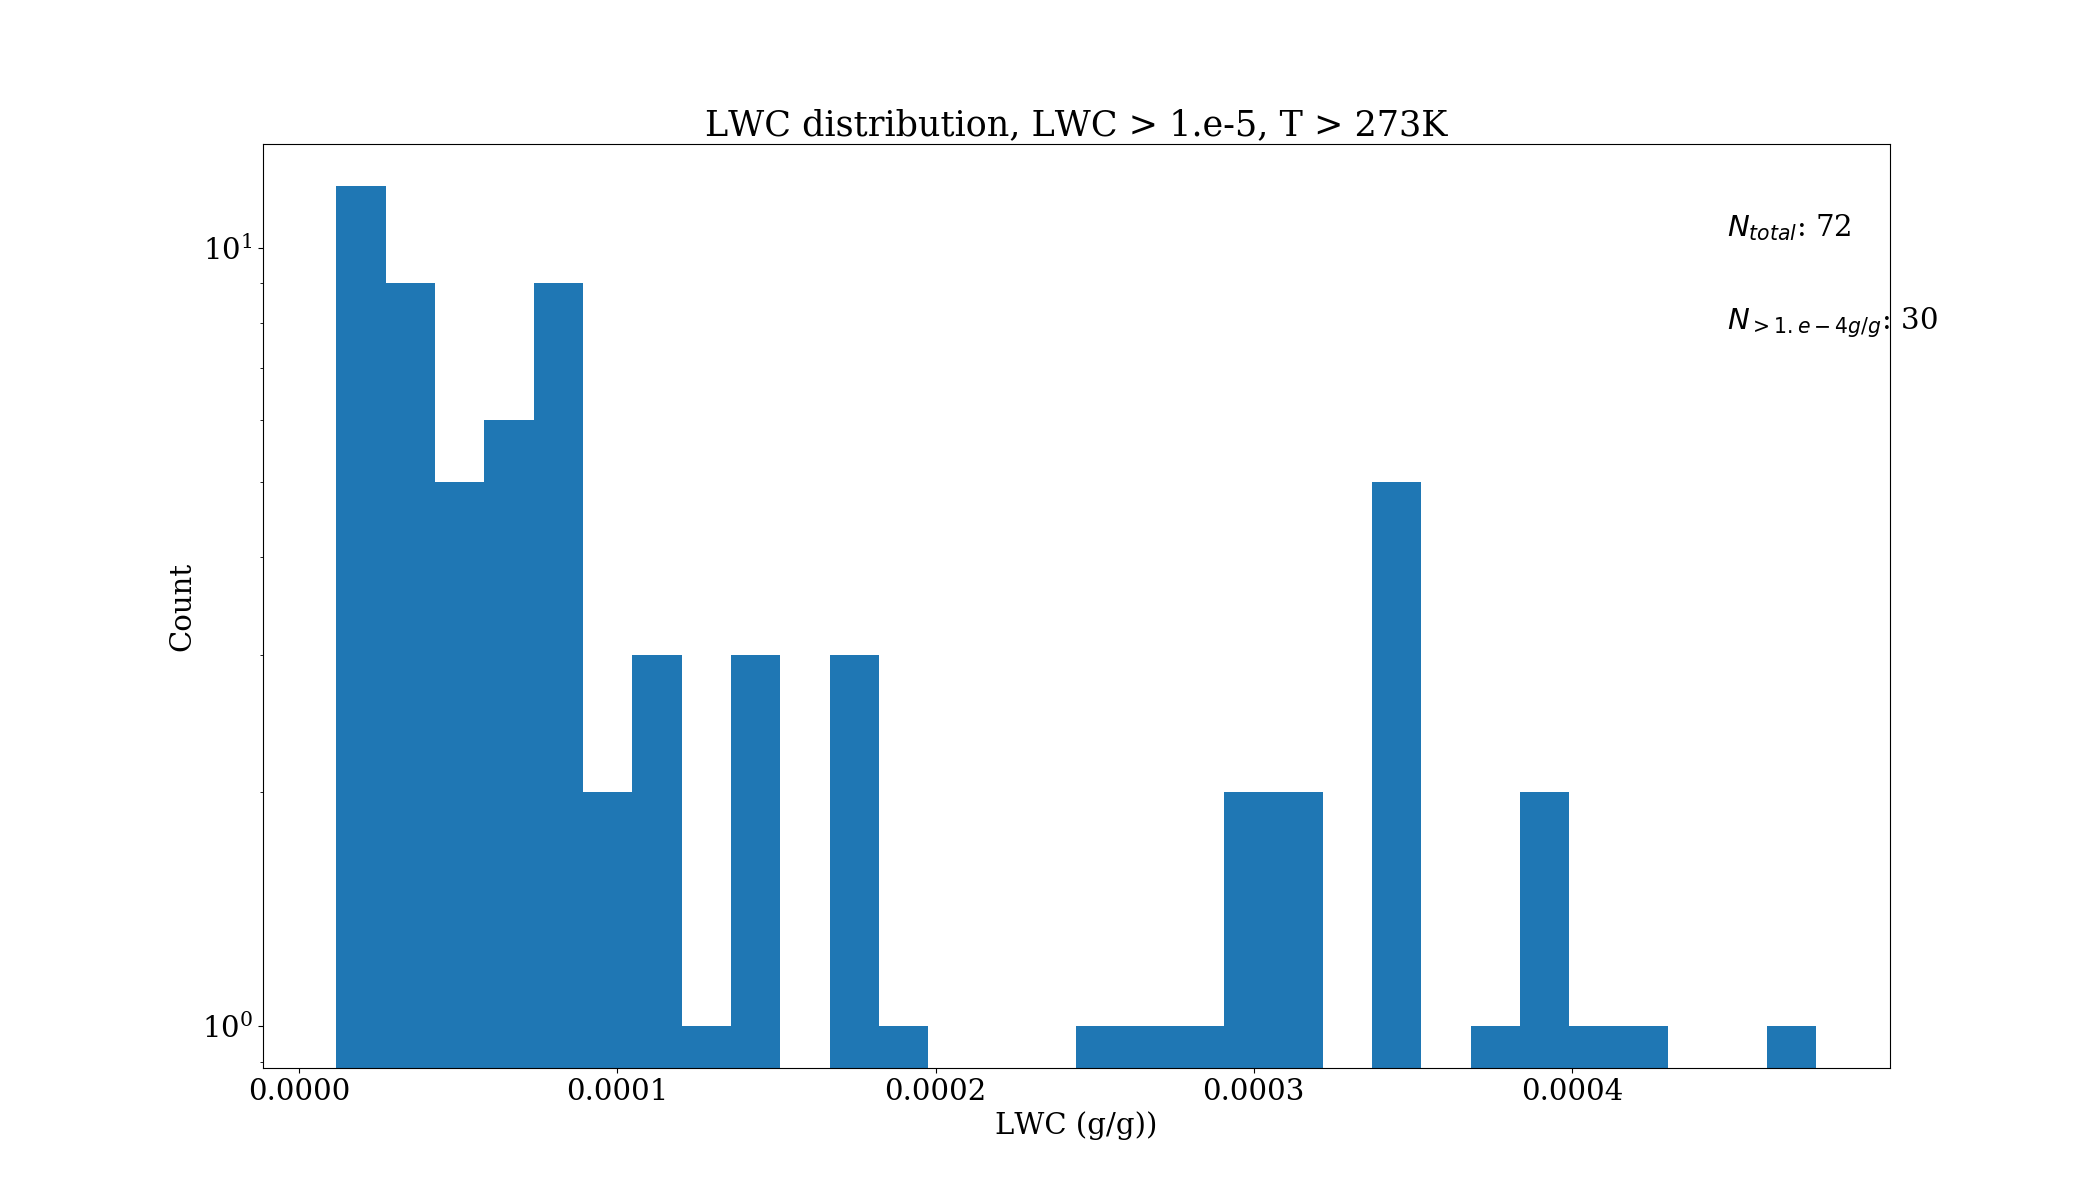 LWC distribution, LWC > 1.e-5, T > 273K
N_total: 72
N_>1.e−4g/g: 30
10^1
10^0
Count
0.0000 0.0001 0.0002 0.0003 0.0004
LWC (g/g))